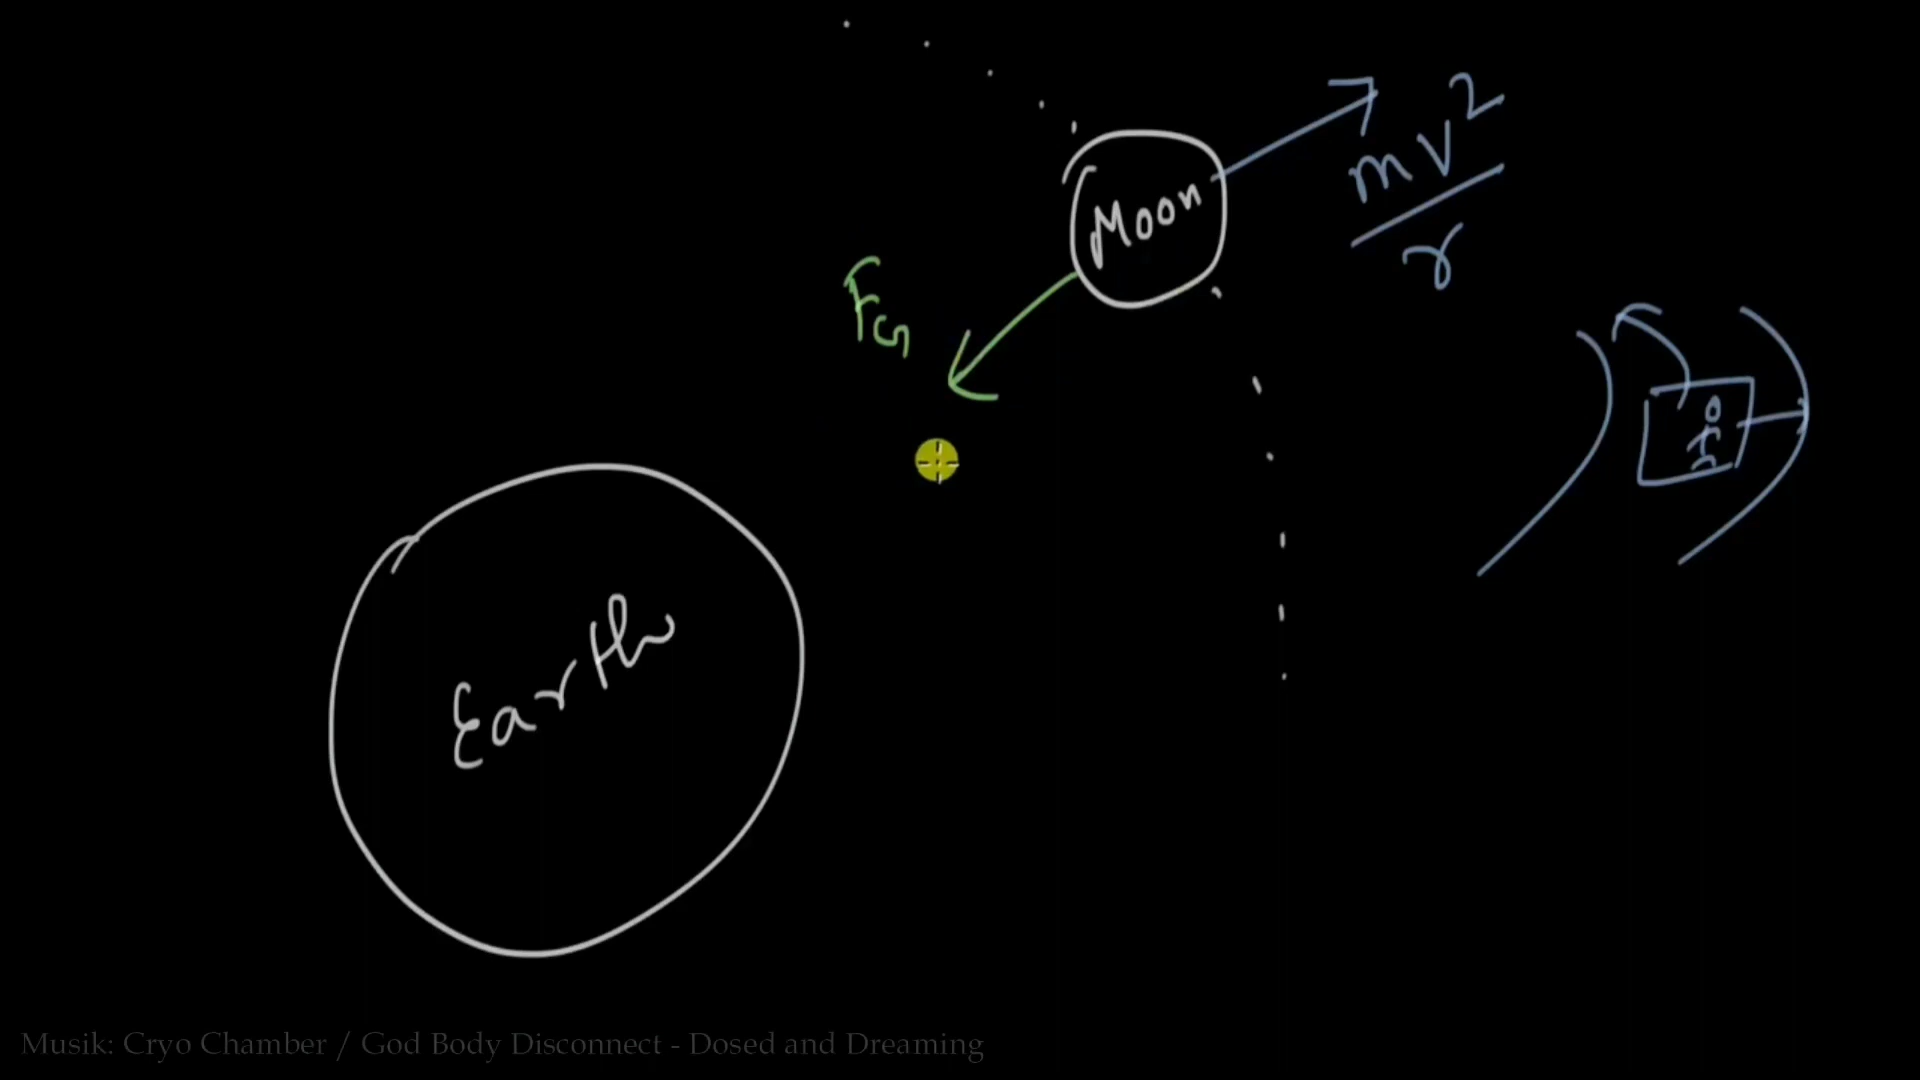 Moon
mv²
r
FG
Earth
Musik: Cryo Chamber / God Body Disconnect - Dosed and Dreaming